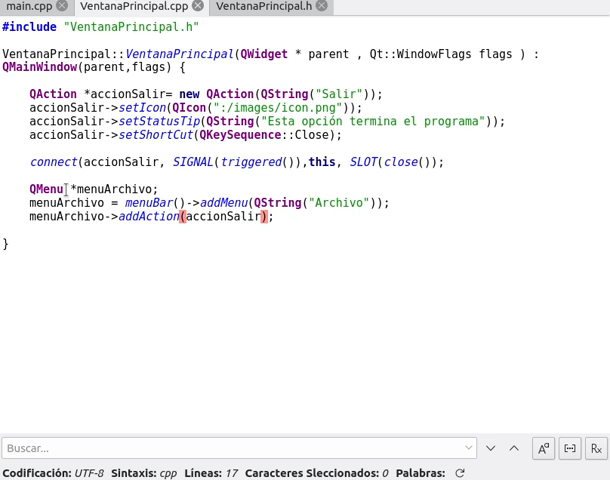 main.cpp VentanaPrincipal.cpp VentanaPrincipal.h
#include "VentanaPrincipal.h"
VentanaPrincipal::VentanaPrincipal(QWidget * parent , Qt::WindowFlags flags ) :
QMainWindow(parent,flags) {
QAction *accionSalir= new QAction(QString("Salir"));
accionSalir->setIcon(QIcon(":/images/icon.png"));
accionSalir->setStatusTip(QString("Esta opción termina el programa"));
accionSalir->setShortCut(QKeySequence::Close);
connect(accionSalir, SIGNAL(triggered()),this, SLOT(close());
QMenu *menuArchivo;
menuArchivo = menuBar()->addMenu(QString("Archivo"));
menuArchivo->addAction(accionSalir);
}
Buscar...
Codificación: UTF-8 Sintaxis: cpp Líneas: 17 Caracteres Sleccionados: 0 Palabras: